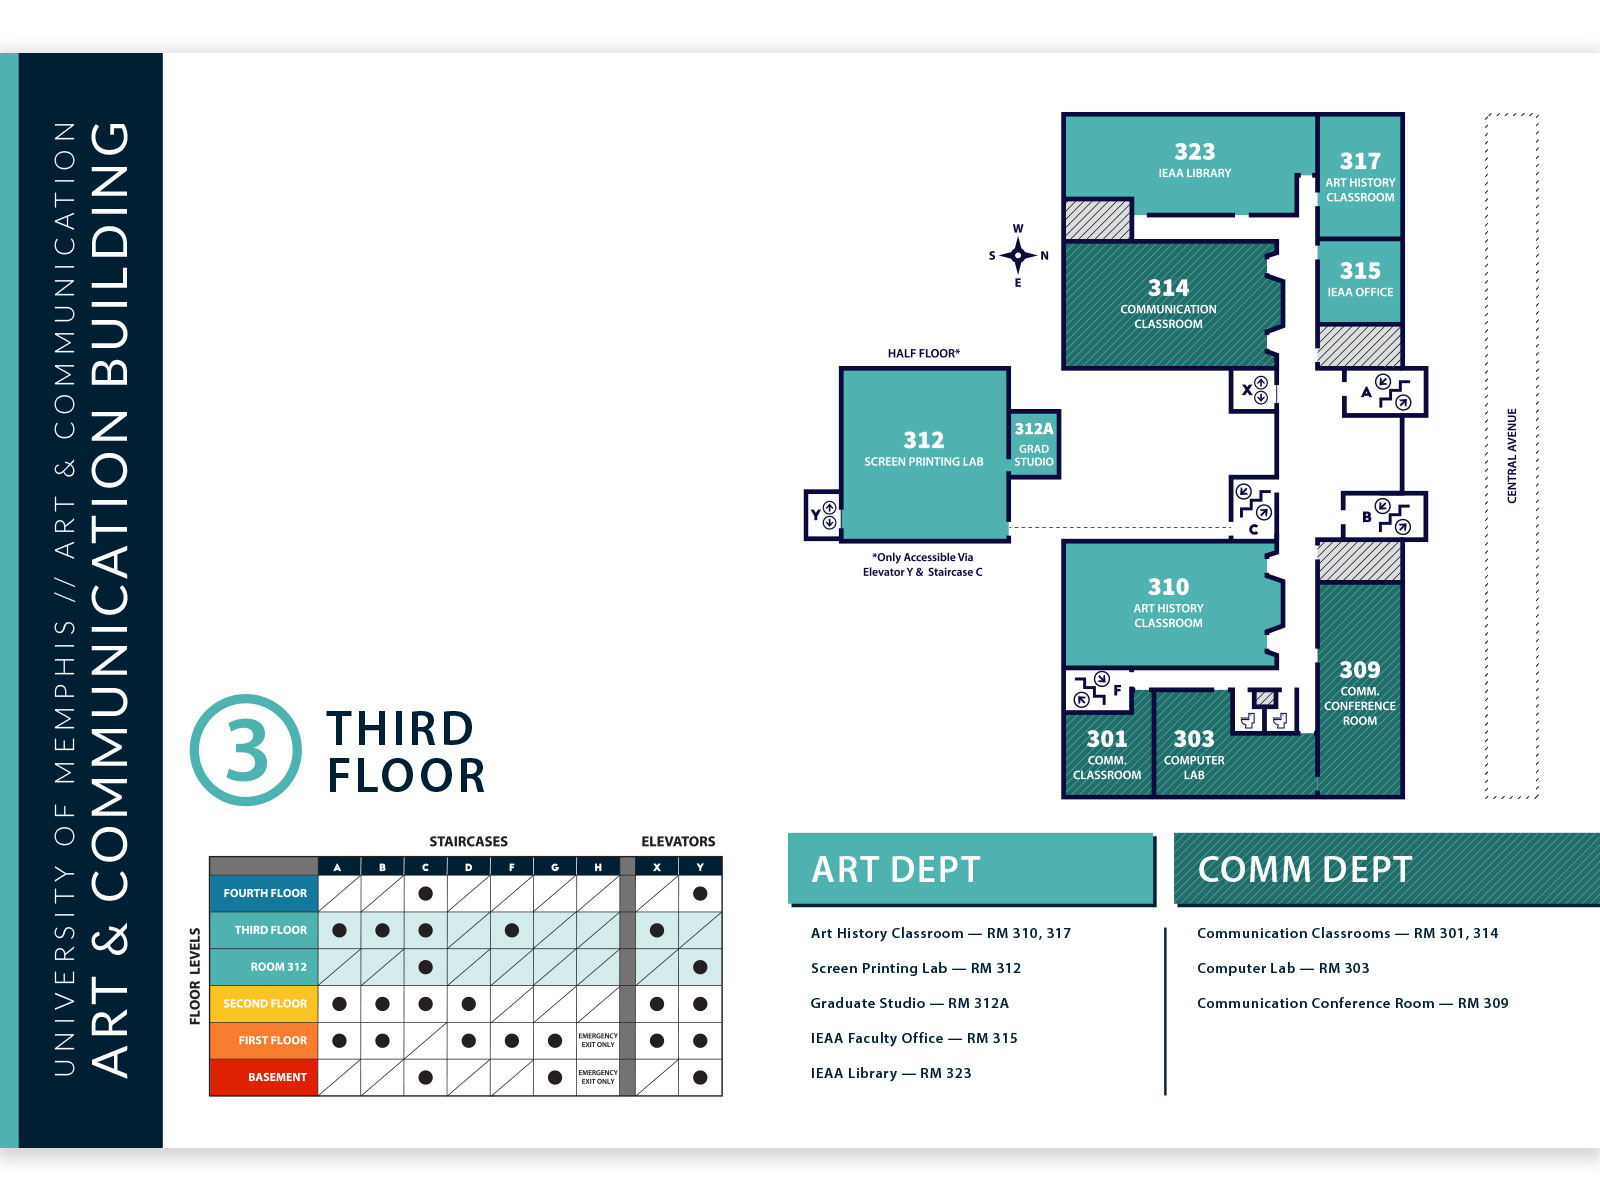 UNIVERSITY OF MEMPHIS // ART & COMMUNICATION
ART & COMMUNICATION BUILDING
323
IEAA LIBRARY
317
ART HISTORY
CLASSROOM
W
S N
E
314
COMMUNICATION
CLASSROOM
315
IEAA OFFICE
HALF FLOOR*
X
A
312
SCREEN PRINTING LAB
312A
GRAD
STUDIO
CENTRAL AVENUE
Y
C
B
*Only Accessible Via
Elevator Y & Staircase C
310
ART HISTORY
CLASSROOM
309
COMM.
CONFERENCE
ROOM
F
301
COMM.
CLASSROOM
303
COMPUTER
LAB
3
THIRD
FLOOR
STAIRCASES ELEVATORS
A B C D F G H X Y
FLOOR LEVELS
FOURTH FLOOR
THIRD FLOOR
ROOM 312
SECOND FLOOR
FIRST FLOOR
EMERGENCY
EXIT ONLY
BASEMENT
EMERGENCY
EXIT ONLY
ART DEPT
Art History Classroom — RM 310, 317
Screen Printing Lab — RM 312
Graduate Studio — RM 312A
IEAA Faculty Office — RM 315
IEAA Library — RM 323
COMM DEPT
Communication Classrooms — RM 301, 314
Computer Lab — RM 303
Communication Conference Room — RM 309